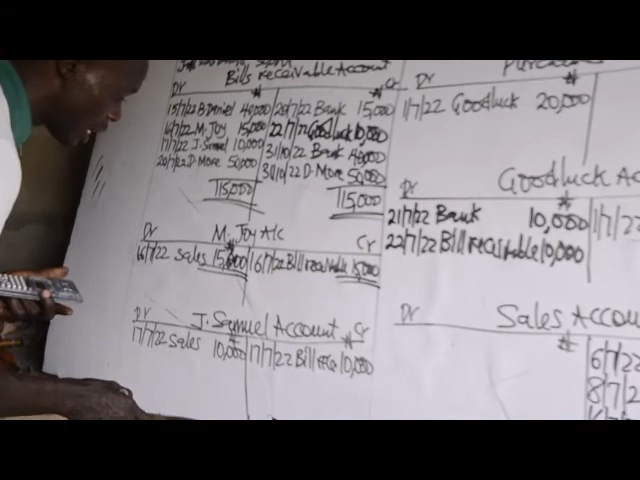 Bills receivable Account
Dr Cr
15/7/22 B. Daniel 40,000 20/7/22 Bank 15,000
16/7/22 M. Joy 15,000 22/7/22 Goodluck 10,000
17/7/22 J. Samuel 10,000 31/10/22 Bank 40,000
20/7/22 D. More 50,000 30/10/22 D. More 50,000
115,000 115,000
M. Joy A/c
Dr Cr
16/7/22 Sales 15,000 16/7/22 Bill receivable 15,000
J. Samuel Account
Dr Cr
17/7/22 Sales 10,000 17/7/22 Bill rece 10,000
Dr
1/7/22 Goodluck 20,000
Goodluck Ac
Dr
21/7/22 Bank 10,000 1/7/22
22/7/22 Bill receivable 10,000
Sales Accou
Dr
6/7/22
8/7/2